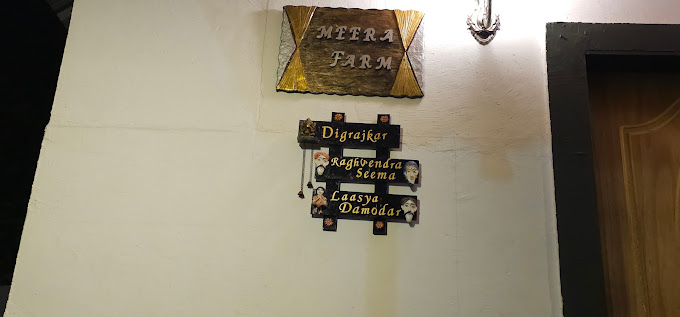 MEERA
FARM
Digrajkar
Raghvendra
Seema
Laasya
Damodar